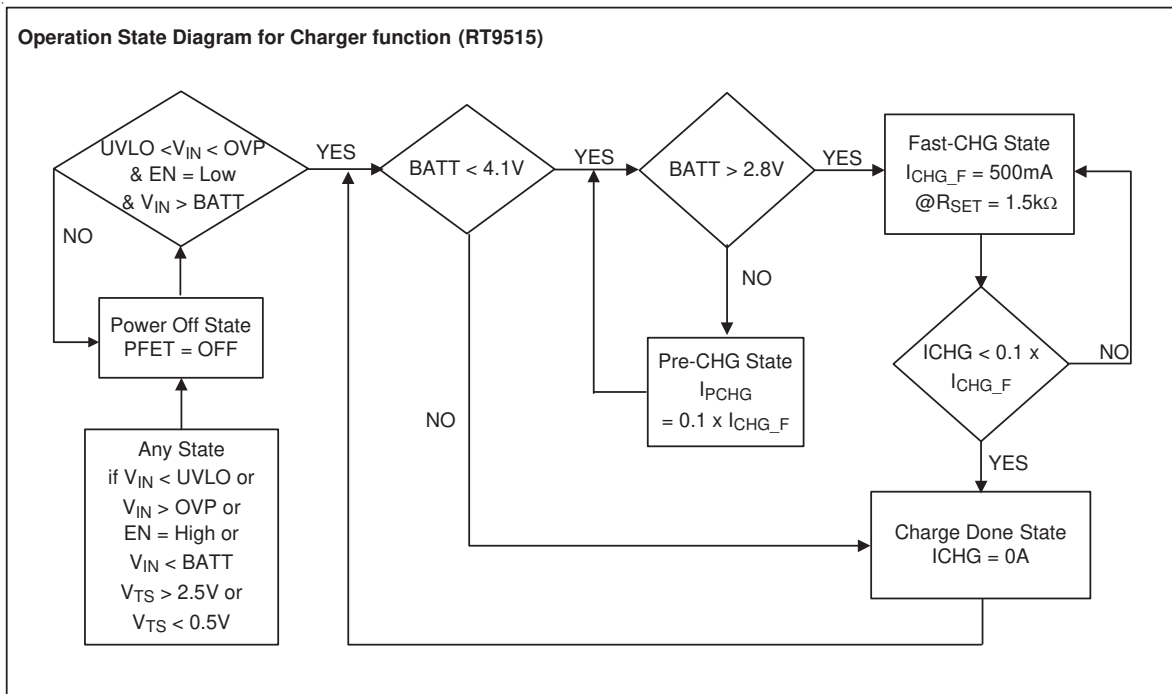 Operation State Diagram for Charger function (RT9515)
UVLO <VIN < OVP
& EN = Low
& VIN > BATT
YES
NO
Power Off State
PFET = OFF
Any State
if VIN < UVLO or
VIN > OVP or
EN = High or
VIN < BATT
VTS > 2.5V or
VTS < 0.5V
BATT < 4.1V
YES
NO
BATT > 2.8V
YES
NO
Pre-CHG State
IPCHG
= 0.1 x ICHG_F
Fast-CHG State
ICHG_F = 500mA
@RSET = 1.5kΩ
ICHG < 0.1 x
ICHG_F
NO
YES
Charge Done State
ICHG = 0A